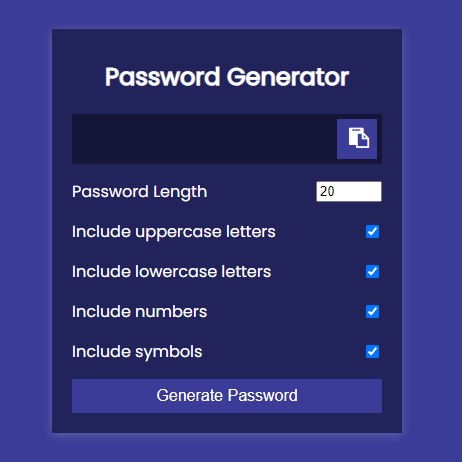 Password Generator
Password Length 20
Include uppercase letters
Include lowercase letters
Include numbers
Include symbols
Generate Password